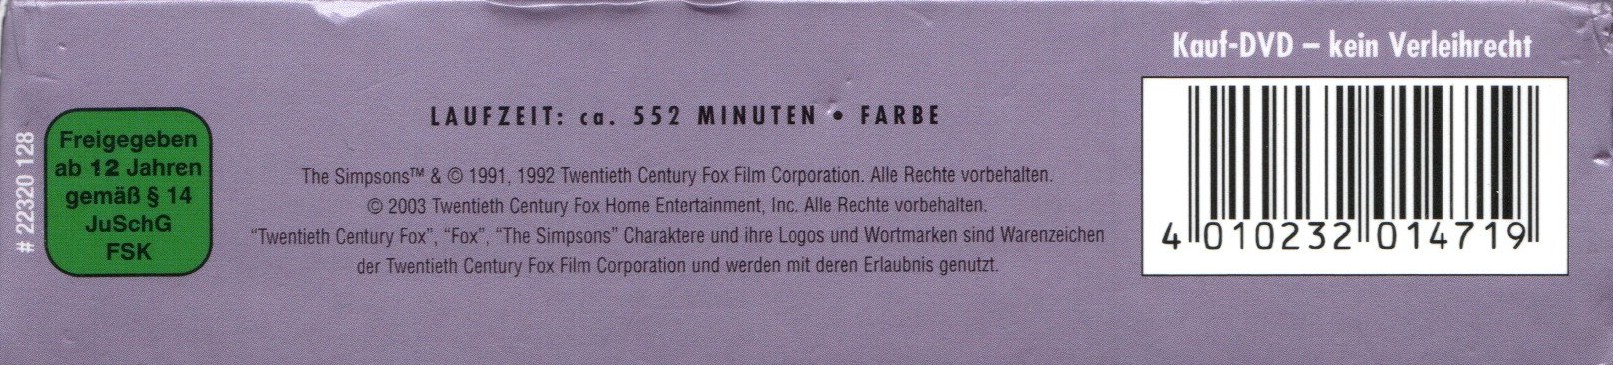 Kauf-DVD – kein Verleihrecht
# 22320 128
Freigegeben
ab 12 Jahren
gemäß § 14
JuSchG
FSK
LAUFZEIT: ca. 552 MINUTEN • FARBE
The Simpsons™ & © 1991, 1992 Twentieth Century Fox Film Corporation. Alle Rechte vorbehalten.
© 2003 Twentieth Century Fox Home Entertainment, Inc. Alle Rechte vorbehalten.
“Twentieth Century Fox”, “Fox”, “The Simpsons” Charaktere und ihre Logos und Wortmarken sind Warenzeichen
der Twentieth Century Fox Film Corporation und werden mit deren Erlaubnis genutzt.
4 010232 014719